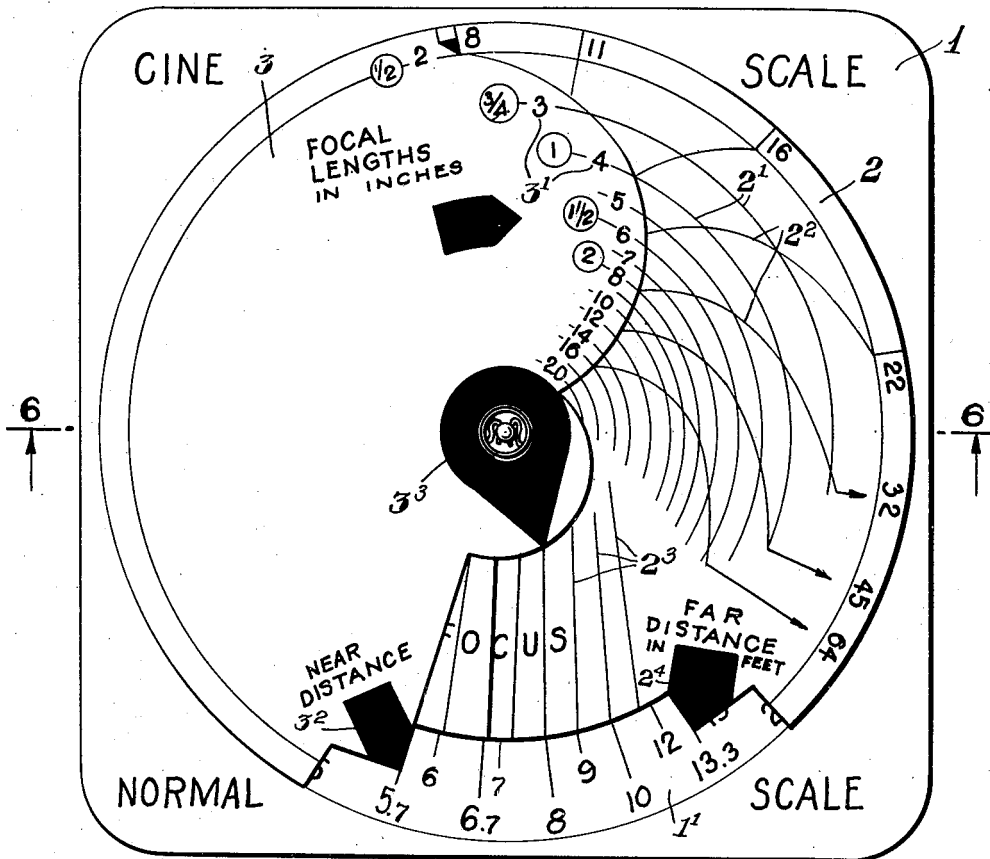 CINE
SCALE
1
2
3
1/2 2
8
11
16
22
32
45
64
FOCAL
LENGTHS
IN INCHES
3/4 3
1 4
3¹
5
1 1/2 6
7
2 8
10
12
14
16
20
2¹
2²
6
6
3³
2³
FOCUS
NEAR
DISTANCE
3²
FAR
DISTANCE
IN FEET
2⁴
5.7
6
6.7
7
8
9
10
12
13.3
1¹
NORMAL
SCALE